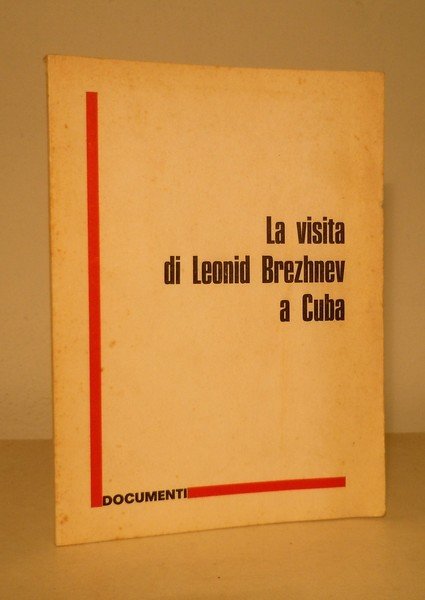 La visita
di Leonid Brezhnev
a Cuba
DOCUMENTI